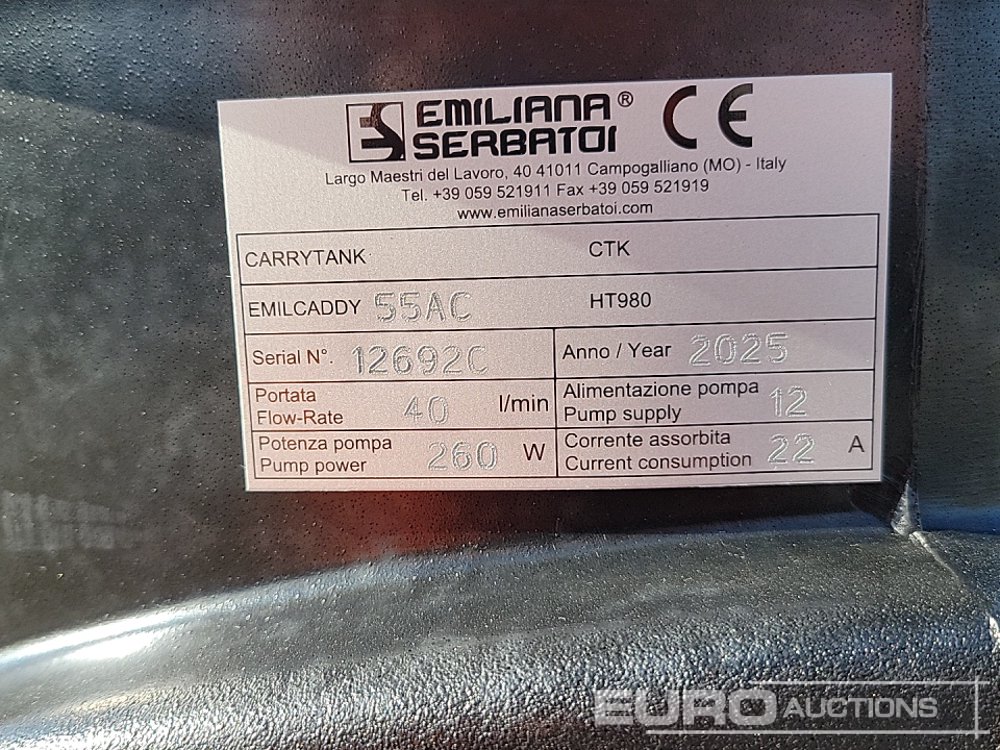 ES EMILIANA® CE
SERBATOI
Largo Maestri del Lavoro, 40 41011 Campogalliano (MO) - Italy
Tel. +39 059 521911 Fax +39 059 521919
www.emilianaserbatoi.com
CARRYTANK CTK
EMILCADDY 55AC HT980
Serial N°. 12692C Anno / Year 2025
Portata
Flow-Rate 40 l/min
Alimentazione pompa
Pump supply 12
Potenza pompa
Pump power 260 W
Corrente assorbita
Current consumption 22 A
EURO AUCTIONS